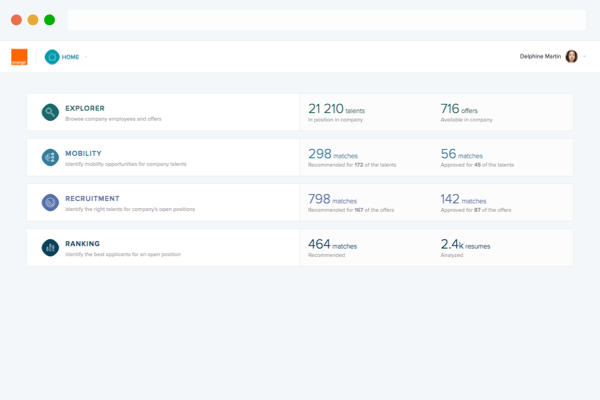 orange
HOME
Delphine Martin
EXPLORER
Browse company employees and offers
21 210 talents
In position in company
716 offers
Available in company
MOBILITY
Identify mobility opportunities for company talents
298 matches
Recommended for 172 of the talents
56 matches
Approved for 45 of the talents
RECRUITMENT
Identify the right talents for company's open positions
798 matches
Recommended for 167 of the offers
142 matches
Approved for 87 of the offers
RANKING
Identify the best applicants for an open position
464 matches
Recommended
2.4k resumes
Analyzed